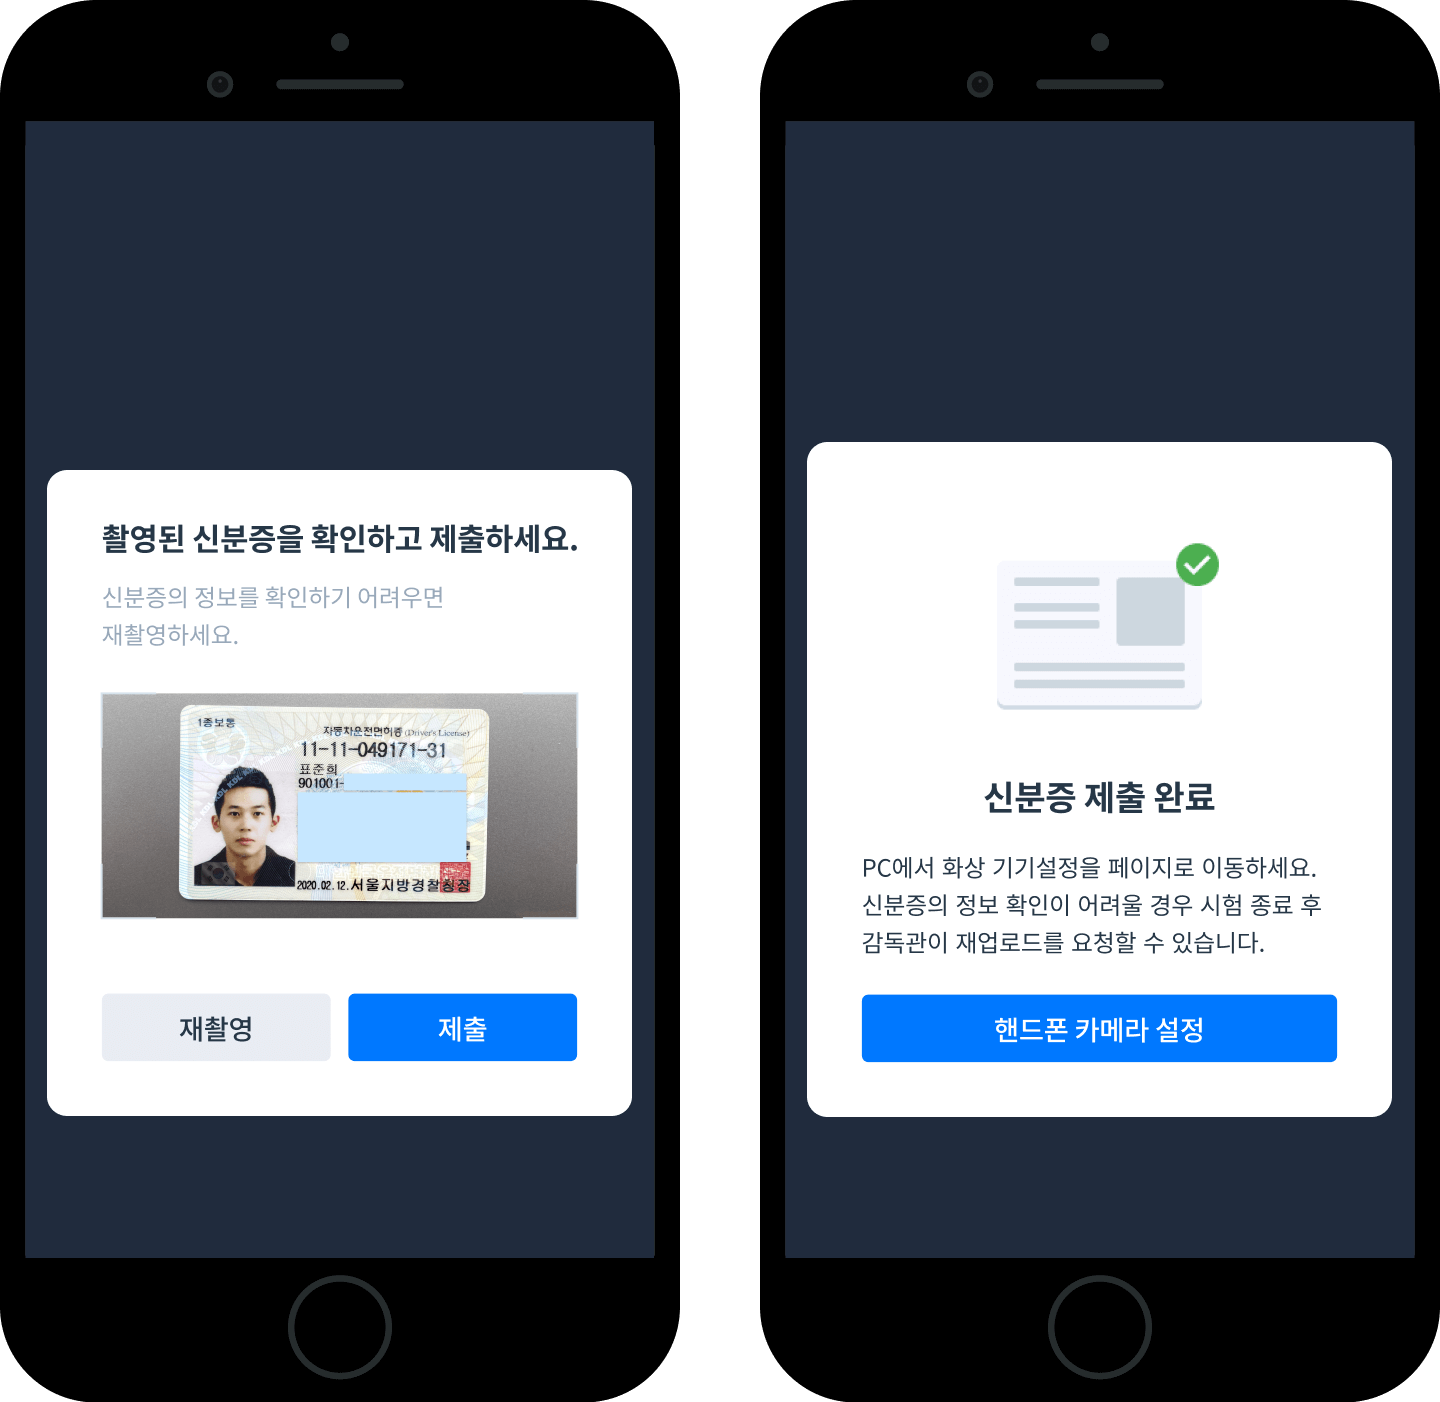 촬영된 신분증을 확인하고 제출하세요.
신분증의 정보를 확인하기 어려우면
재촬영하세요.
1종보통
자동차운전면허증 (Driver's License)
11-11-049171-31
표준희
901001-
2020.02.12.서울지방경찰청장
재촬영
제출
신분증 제출 완료
PC에서 화상 기기설정을 페이지로 이동하세요.
신분증의 정보 확인이 어려울 경우 시험 종료 후
감독관이 재업로드를 요청할 수 있습니다.
핸드폰 카메라 설정